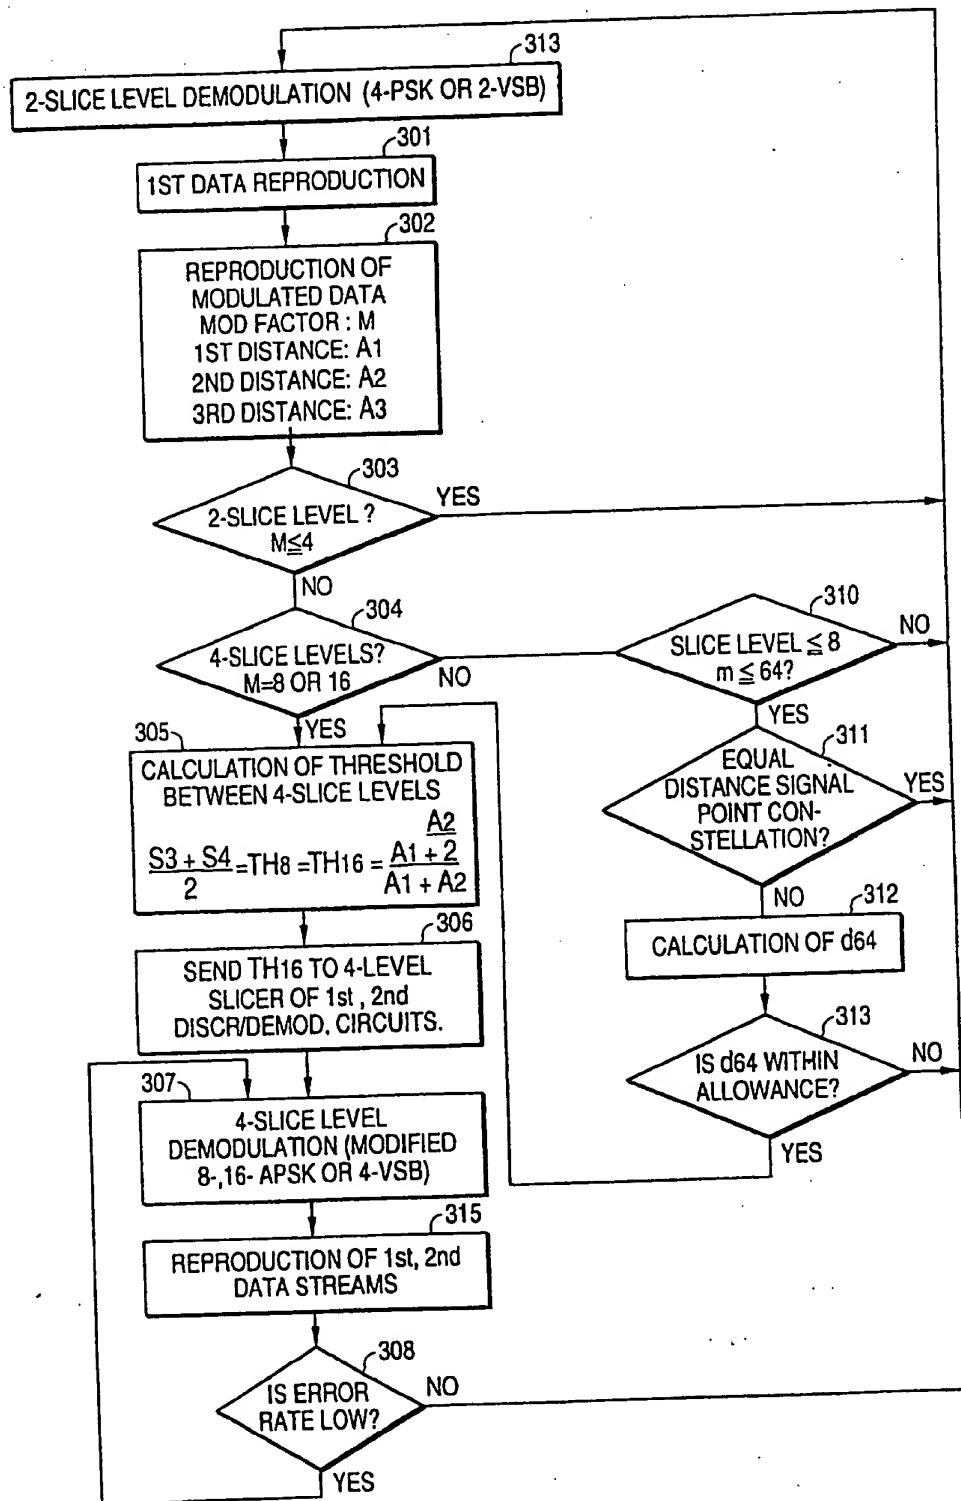 313
2-SLICE LEVEL DEMODULATION (4-PSK OR 2-VSB)
301
1ST DATA REPRODUCTION
302
REPRODUCTION OF
MODULATED DATA
MOD FACTOR : M
1ST DISTANCE: A1
2ND DISTANCE: A2
3RD DISTANCE: A3
303
2-SLICE LEVEL ?
M≦4
YES
NO
304
4-SLICE LEVELS?
M=8 OR 16
NO
YES
310
SLICE LEVEL ≦ 8
m ≦ 64?
NO
YES
305
CALCULATION OF THRESHOLD
BETWEEN 4-SLICE LEVELS
A2
S3 + S4 =TH8 =TH16 = A1 + 2
2 A1 + A2
311
EQUAL
DISTANCE SIGNAL
POINT CON-
STELLATION?
YES
NO
306
SEND TH16 TO 4-LEVEL
SLICER OF 1st , 2nd
DISCR/DEMOD. CIRCUITS.
312
CALCULATION OF d64
313
IS d64 WITHIN
ALLOWANCE?
NO
YES
307
4-SLICE LEVEL
DEMODULATION (MODIFIED
8-,16- APSK OR 4-VSB)
315
REPRODUCTION OF 1st, 2nd
DATA STREAMS
308
IS ERROR
RATE LOW?
NO
YES